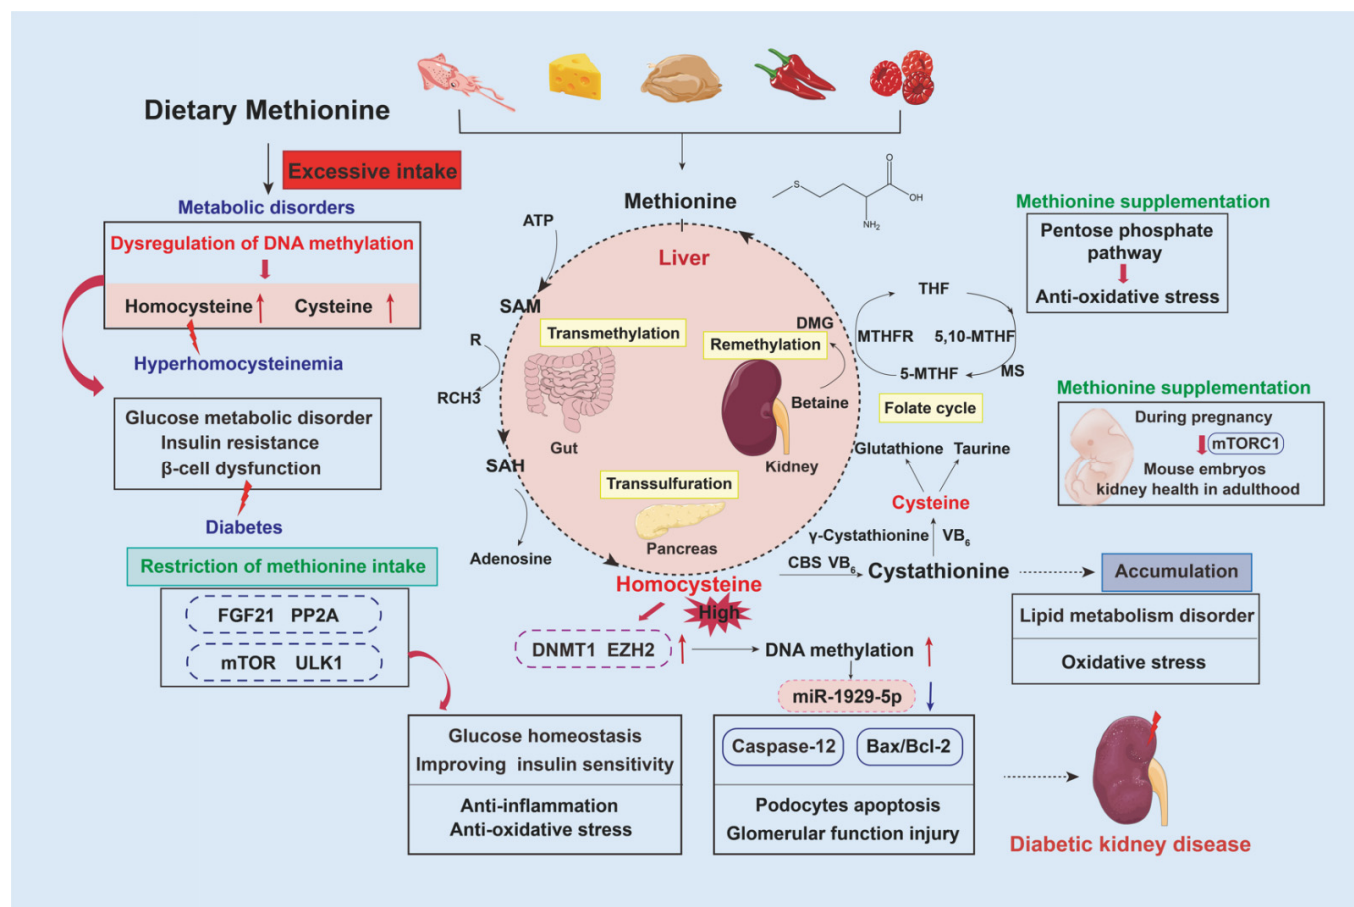 Dietary Methionine
Excessive intake
Metabolic disorders
Dysregulation of DNA methylation
Homocysteine
Cysteine
Hyperhomocysteinemia
Glucose metabolic disorder
Insulin resistance
β-cell dysfunction
Diabetes
Restriction of methionine intake
FGF21 PP2A
mTOR ULK1
Glucose homeostasis
Improving insulin sensitivity
Anti-inflammation
Anti-oxidative stress
Methionine
S
O
OH
NH2
ATP
SAM
R
RCH3
SAH
Adenosine
Liver
Transmethylation
Gut
Remethylation
DMG
Betaine
Kidney
Transsulfuration
Pancreas
Homocysteine
High
DNMT1 EZH2
DNA methylation
miR-1929-5p
Caspase-12
Bax/Bcl-2
Podocytes apoptosis
Glomerular function injury
THF
MTHFR
5,10-MTHF
5-MTHF
MS
Folate cycle
Glutathione
Taurine
Cysteine
γ-Cystathionine
VB6
CBS VB6
Cystathionine
Accumulation
Lipid metabolism disorder
Oxidative stress
Methionine supplementation
Pentose phosphate
pathway
Anti-oxidative stress
Methionine supplementation
During pregnancy
mTORC1
Mouse embryos
kidney health in adulthood
Diabetic kidney disease